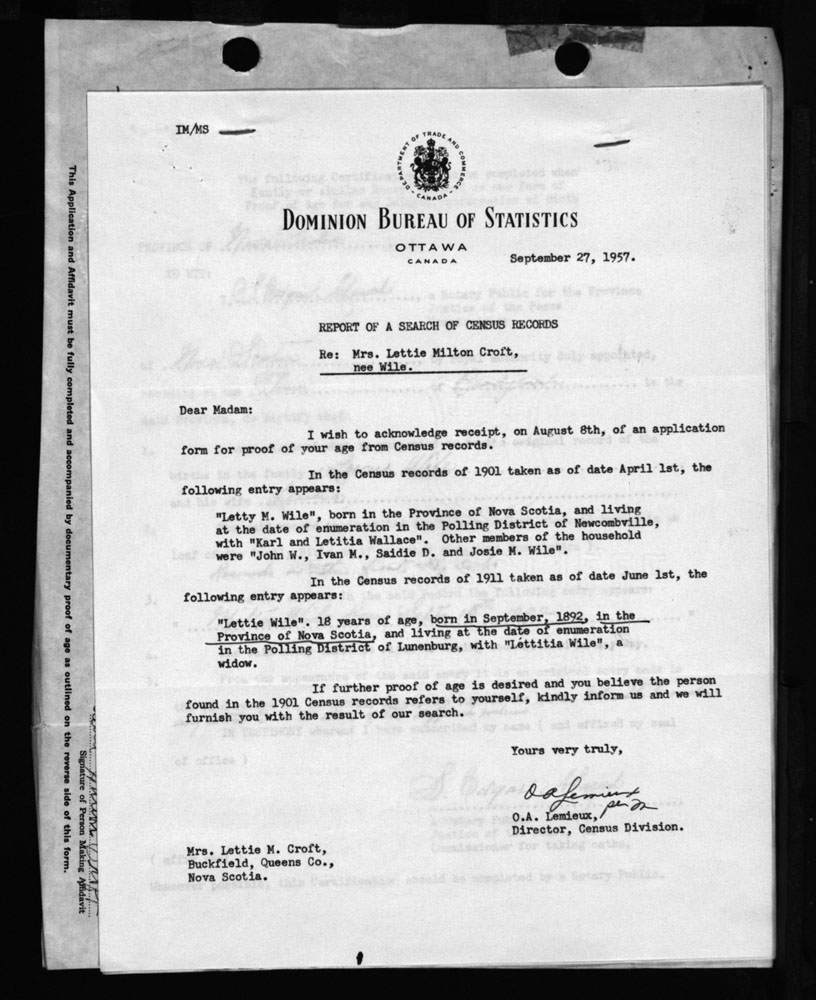 IM/MS
DEPARTMENT OF TRADE AND COMMERCE
CANADA
DOMINION BUREAU OF STATISTICS
OTTAWA
CANADA
September 27, 1957.
REPORT OF A SEARCH OF CENSUS RECORDS
Re: Mrs. Lettie Milton Croft,
nee Wile.
Dear Madam:
I wish to acknowledge receipt, on August 8th, of an application
form for proof of your age from Census records.
In the Census records of 1901 taken as of date April 1st, the
following entry appears:
"Letty M. Wile", born in the Province of Nova Scotia, and living
at the date of enumeration in the Polling District of Newcombville,
with "Karl and Letitia Wallace". Other members of the household
were "John W., Ivan M., Saidie D. and Josie M. Wile".
In the Census records of 1911 taken as of date June 1st, the
following entry appears:
"Lettie Wile". 18 years of age, born in September, 1892, in the
Province of Nova Scotia, and living at the date of enumeration
in the Polling District of Lunenburg, with "Lettitia Wile", a
widow.
If further proof of age is desired and you believe the person
found in the 1901 Census records refers to yourself, kindly inform us and we will
furnish you with the result of our search.
Yours very truly,
O A Lemieux
O.A. Lemieux,
Director, Census Division.
Mrs. Lettie M. Croft,
Buckfield, Queens Co.,
Nova Scotia.
This Application and Affidavit must be fully completed and accompanied by documentary proof of age as outlined on the reverse side of this form.
Signature of Person Making Affidavit